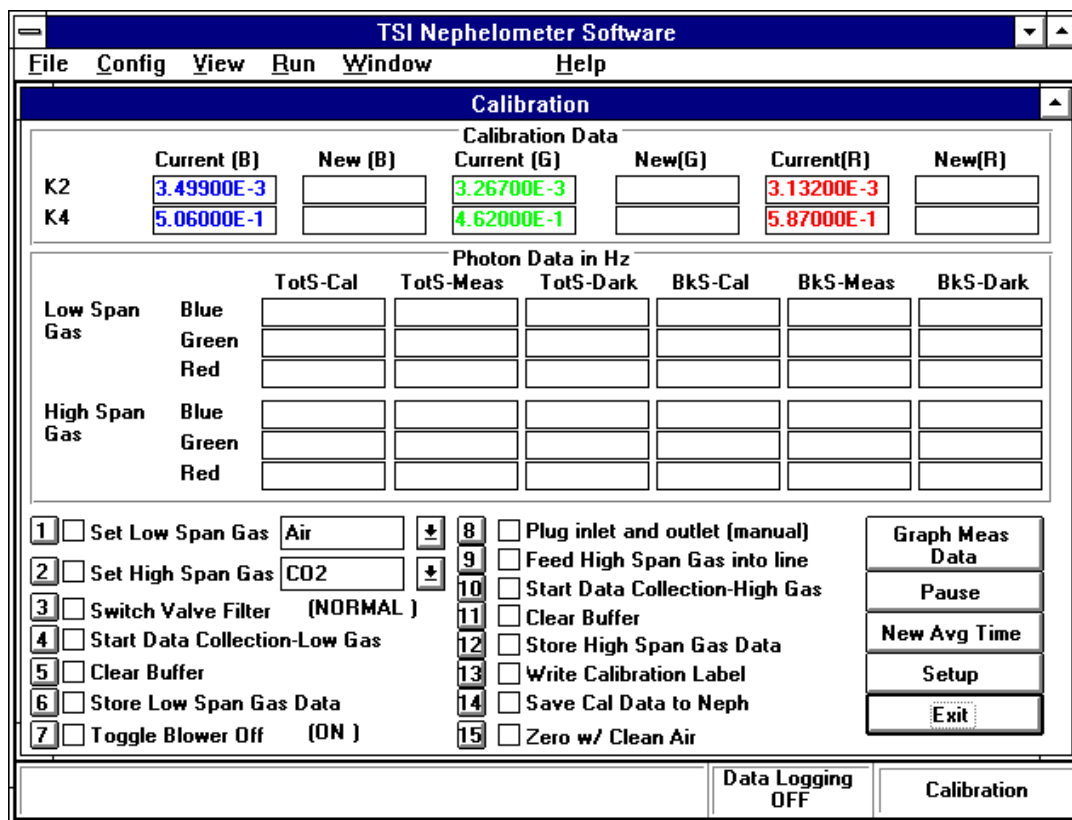 TSI Nephelometer Software
File Config View Run Window Help
Calibration
Calibration Data
Current (B) New (B) Current (G) New(G) Current(R) New(R)
K2 3.49900E-3 3.26700E-3 3.13200E-3
K4 5.06000E-1 4.62000E-1 5.87000E-1
Photon Data in Hz
TotS-Cal TotS-Meas TotS-Dark BkS-Cal BkS-Meas BkS-Dark
Low Span Gas
Blue
Green
Red
High Span Gas
Blue
Green
Red
1 Set Low Span Gas Air
2 Set High Span Gas CO2
3 Switch Valve Filter (NORMAL )
4 Start Data Collection-Low Gas
5 Clear Buffer
6 Store Low Span Gas Data
7 Toggle Blower Off (ON )
8 Plug inlet and outlet (manual)
9 Feed High Span Gas into line
10 Start Data Collection-High Gas
11 Clear Buffer
12 Store High Span Gas Data
13 Write Calibration Label
14 Save Cal Data to Neph
15 Zero w/ Clean Air
Graph Meas Data
Pause
New Avg Time
Setup
Exit
Data Logging OFF
Calibration